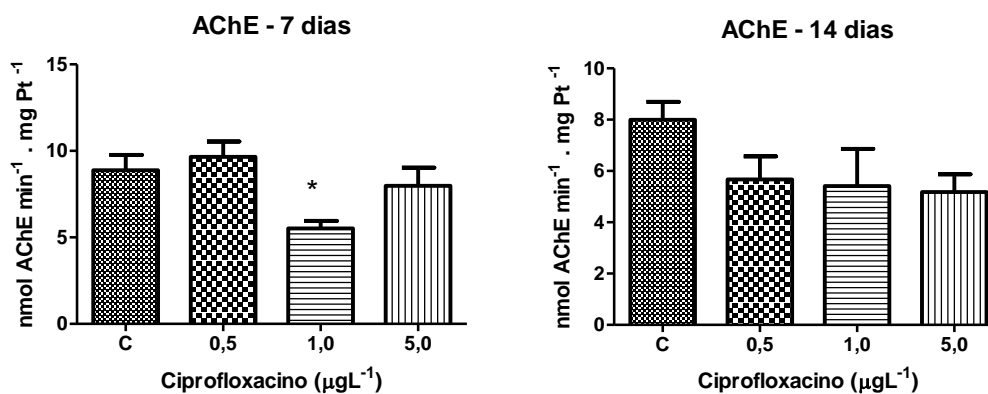 AChE - 7 dias
nmol AChE min⁻¹ . mg Pt ⁻¹
15
10
5
0
*
C 0,5 1,0 5,0
Ciprofloxacino (µgL⁻¹)
AChE - 14 dias
nmol AChE min⁻¹ . mg Pt ⁻¹
10
8
6
4
2
0
C 0,5 1,0 5,0
Ciprofloxacino (µgL⁻¹)